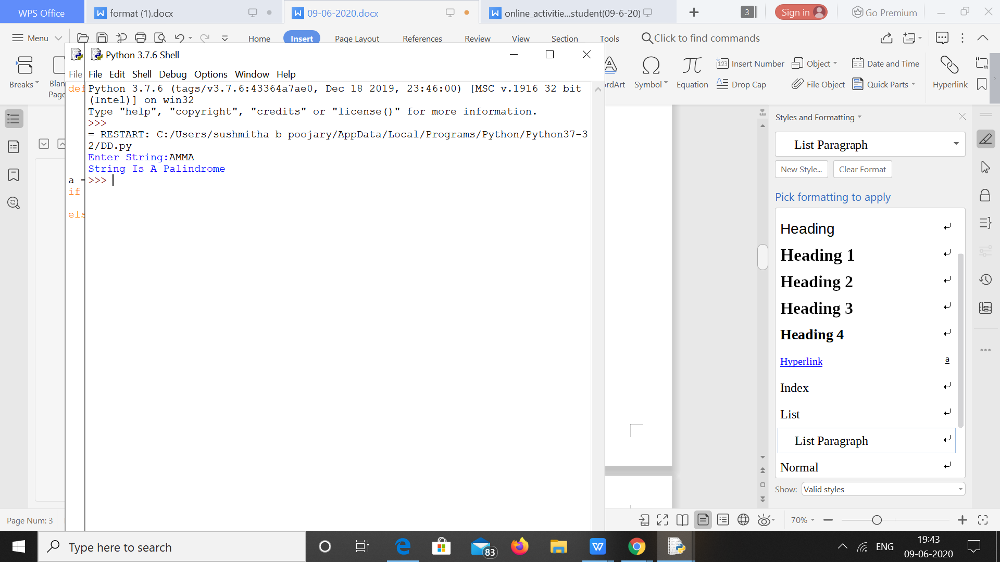 WPS Office
format (1).docx
09-06-2020.docx
online_activitie...student(09-6-20)
3
Sign in
Go Premium
Menu
Home
Insert
Page Layout
References
Review
View
Section
Tools
Click to find commands
Breaks
Blan
Page
Python 3.7.6 Shell
File
File Edit Shell Debug Options Window Help
def
a =
if
els
Python 3.7.6 (tags/v3.7.6:43364a7ae0, Dec 18 2019, 23:46:00) [MSC v.1916 32 bit
(Intel)] on win32
Type "help", "copyright", "credits" or "license()" for more information.
>>>
= RESTART: C:/Users/sushmitha b poojary/AppData/Local/Programs/Python/Python37-3
2/DD.py
Enter String:AMMA
String Is A Palindrome
>>>
ordArt
Symbol
Equation
Insert Number
Drop Cap
Object
File Object
Date and Time
Quick Parts
Hyperlink
Styles and Formatting
List Paragraph
New Style...
Clear Format
Pick formatting to apply
Heading
Heading 1
Heading 2
Heading 3
Heading 4
Hyperlink
a
Index
List
List Paragraph
Normal
Show: Valid styles
Page Num: 3
70%
Type here to search
83
ENG
19:43
09-06-2020